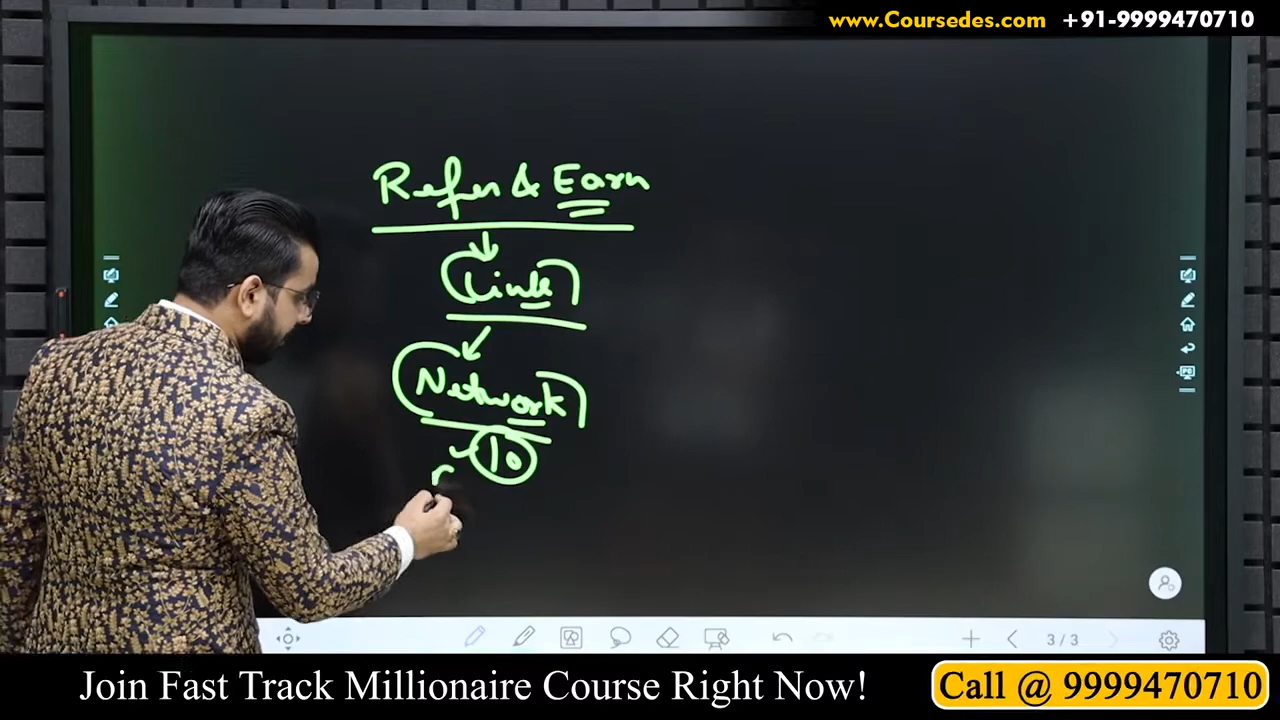 www.Coursedes.com +91-9999470710
Refer & Earn
Link
Network
10
3/3
Join Fast Track Millionaire Course Right Now!
Call @ 9999470710